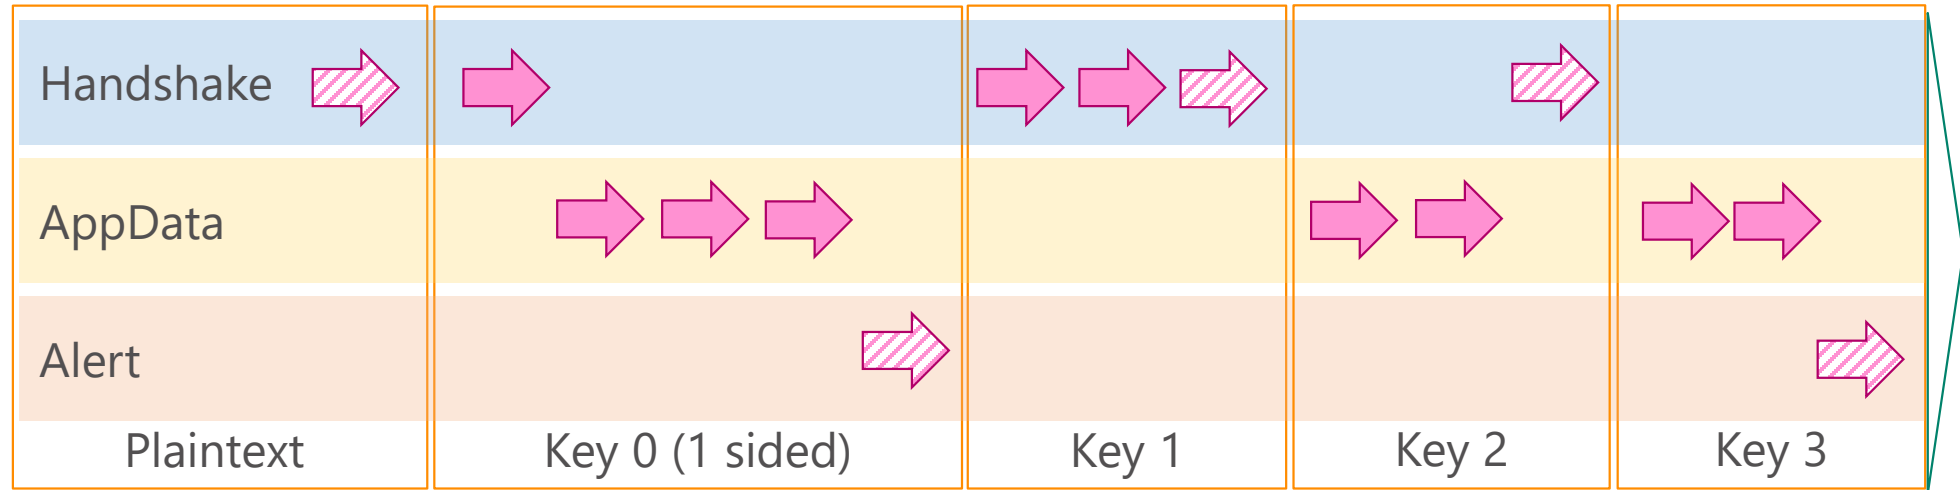 Handshake
AppData
Alert
Plaintext
Key 0 (1 sided)
Key 1
Key 2
Key 3